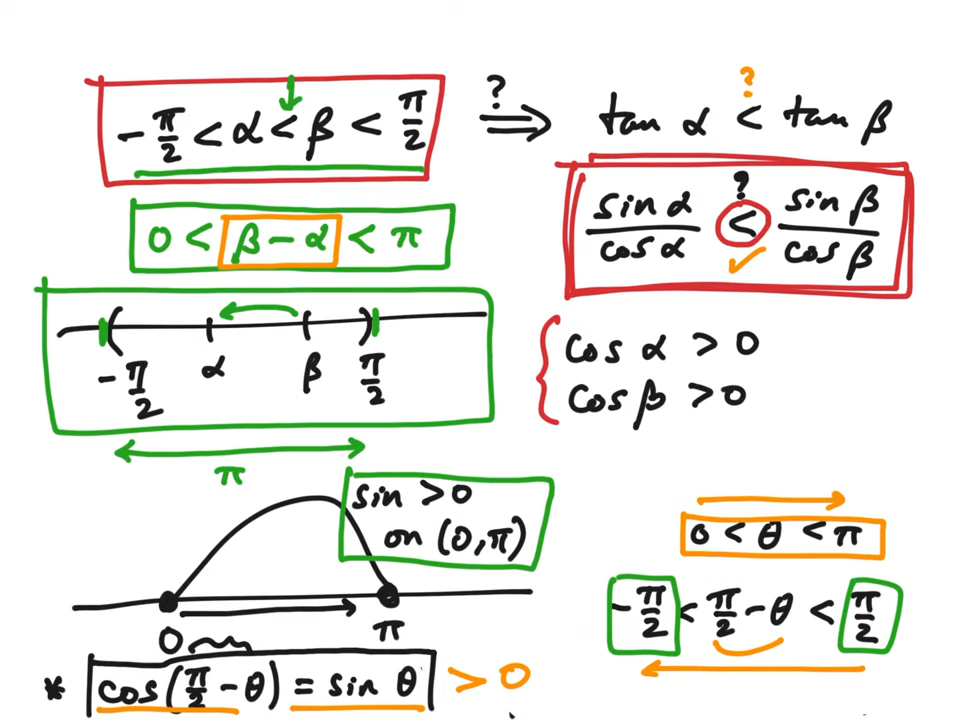 -π/2 < α < β < π/2 ?⟹ tan α ?< tan β
0 < β - α < π
sin α / cos α ?< sin β / cos β
-π/2 α β π/2
cos α > 0
cos β > 0
π
sin > 0
on (0, π)
0 < θ < π
-π/2 < π/2 - θ < π/2
0 π
* cos(π/2 - θ) = sin θ > 0